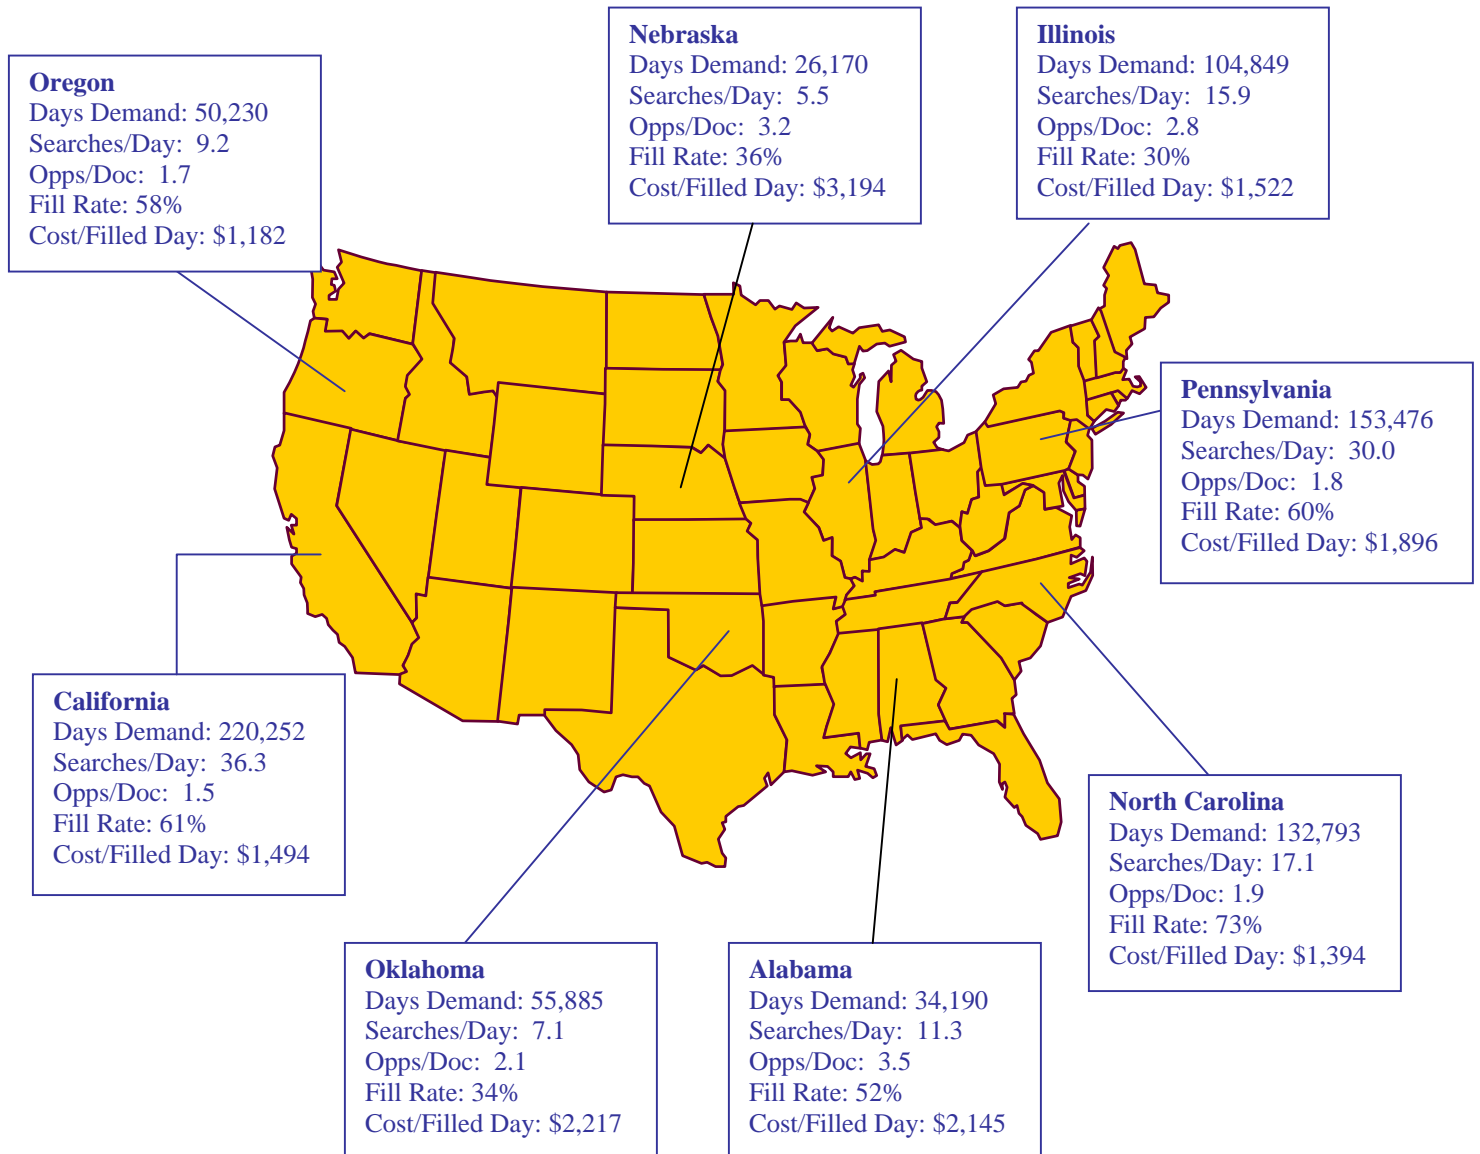 Nebraska
Days Demand: 26,170
Searches/Day: 5.5
Opps/Doc: 3.2
Fill Rate: 36%
Cost/Filled Day: $3,194
Illinois
Days Demand: 104,849
Searches/Day: 15.9
Opps/Doc: 2.8
Fill Rate: 30%
Cost/Filled Day: $1,522
Oregon
Days Demand: 50,230
Searches/Day: 9.2
Opps/Doc: 1.7
Fill Rate: 58%
Cost/Filled Day: $1,182
Pennsylvania
Days Demand: 153,476
Searches/Day: 30.0
Opps/Doc: 1.8
Fill Rate: 60%
Cost/Filled Day: $1,896
California
Days Demand: 220,252
Searches/Day: 36.3
Opps/Doc: 1.5
Fill Rate: 61%
Cost/Filled Day: $1,494
North Carolina
Days Demand: 132,793
Searches/Day: 17.1
Opps/Doc: 1.9
Fill Rate: 73%
Cost/Filled Day: $1,394
Oklahoma
Days Demand: 55,885
Searches/Day: 7.1
Opps/Doc: 2.1
Fill Rate: 34%
Cost/Filled Day: $2,217
Alabama
Days Demand: 34,190
Searches/Day: 11.3
Opps/Doc: 3.5
Fill Rate: 52%
Cost/Filled Day: $2,145